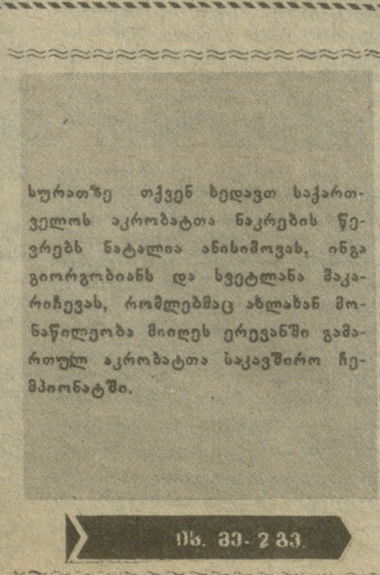 სურათზე თქვენ ხედავთ საქართ-
ველოს აკრობატთა ნაკრების წე-
ვრებს ნატალია ანისიმოვას, ინგა
გიორგობიანს და სვეტლანა მაკა-
რიჩევას, რომლებმაც ახლახან მო-
ნაწილეობა მიიღეს ერევანში გამა-
რთულ აკრობატთა საკავშირო ჩე-
მპიონატში.
იხ. მე-2 გვ.